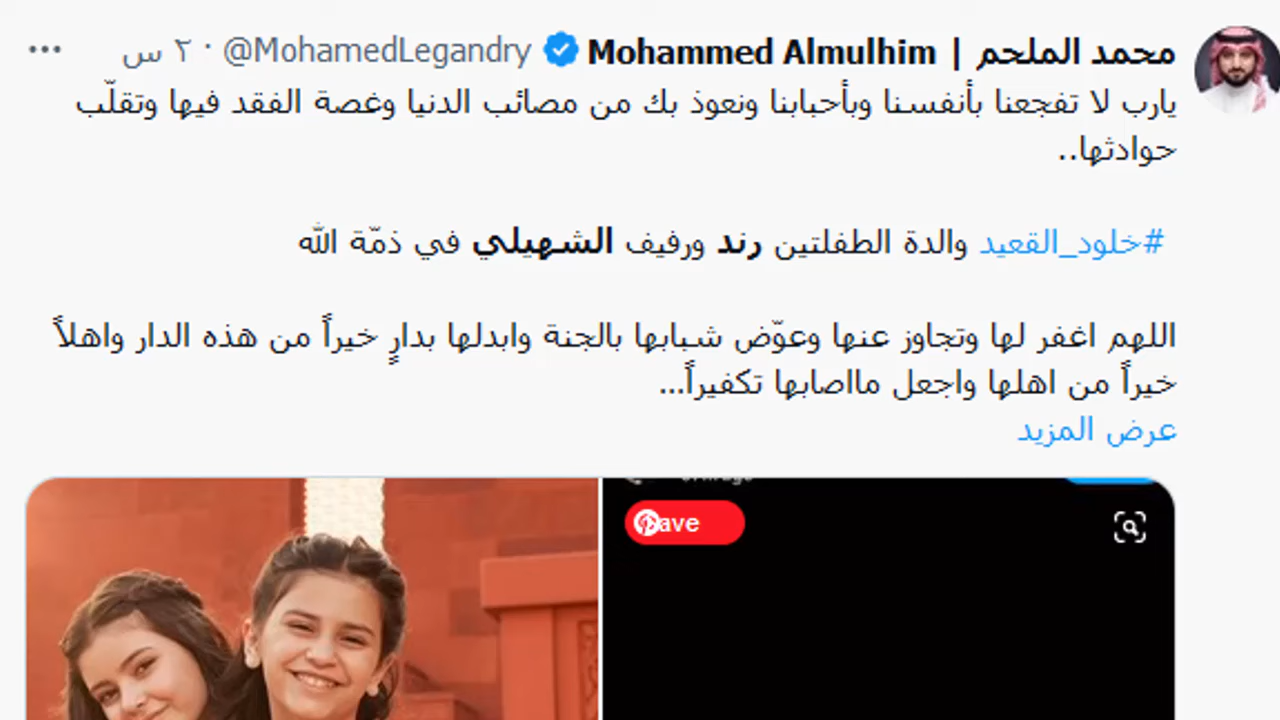 محمد الملحم | Mohammed Almulhim @MohamedLegandry · ٢ س
يارب لا تفجعنا بأنفسنا وبأحبابنا ونعوذ بك من مصائب الدنيا وغصة الفقد فيها وتقلّب
حوادثها..
#خلود_القعيد والدة الطفلتين رند ورفيف الشهيلي في ذمّة الله
اللهم اغفر لها وتجاوز عنها وعوّض شبابها بالجنة وابدلها بدارٍ خيراً من هذه الدار واهلاً
خيراً من اهلها واجعل مااصابها تكفيراً...
عرض المزيد
ave